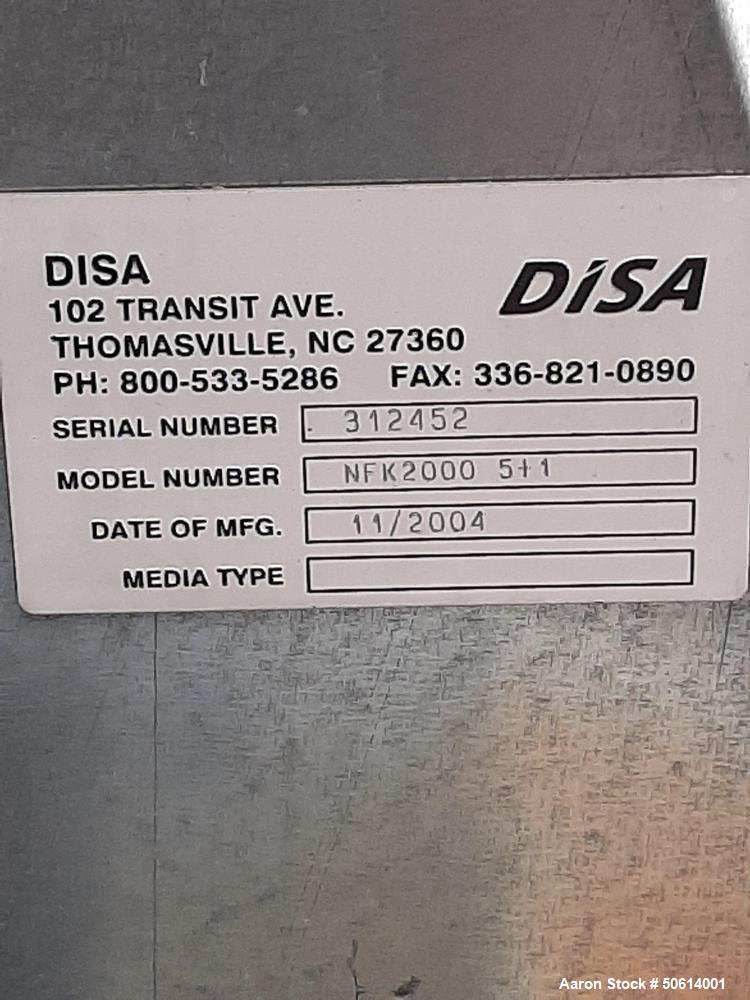 DISA
DISA
102 TRANSIT AVE.
THOMASVILLE, NC 27360
PH: 800-533-5286 FAX: 336-821-0890
SERIAL NUMBER 312452
MODEL NUMBER NFK2000 5+1
DATE OF MFG. 11/2004
MEDIA TYPE
Aaron Stock # 50614001